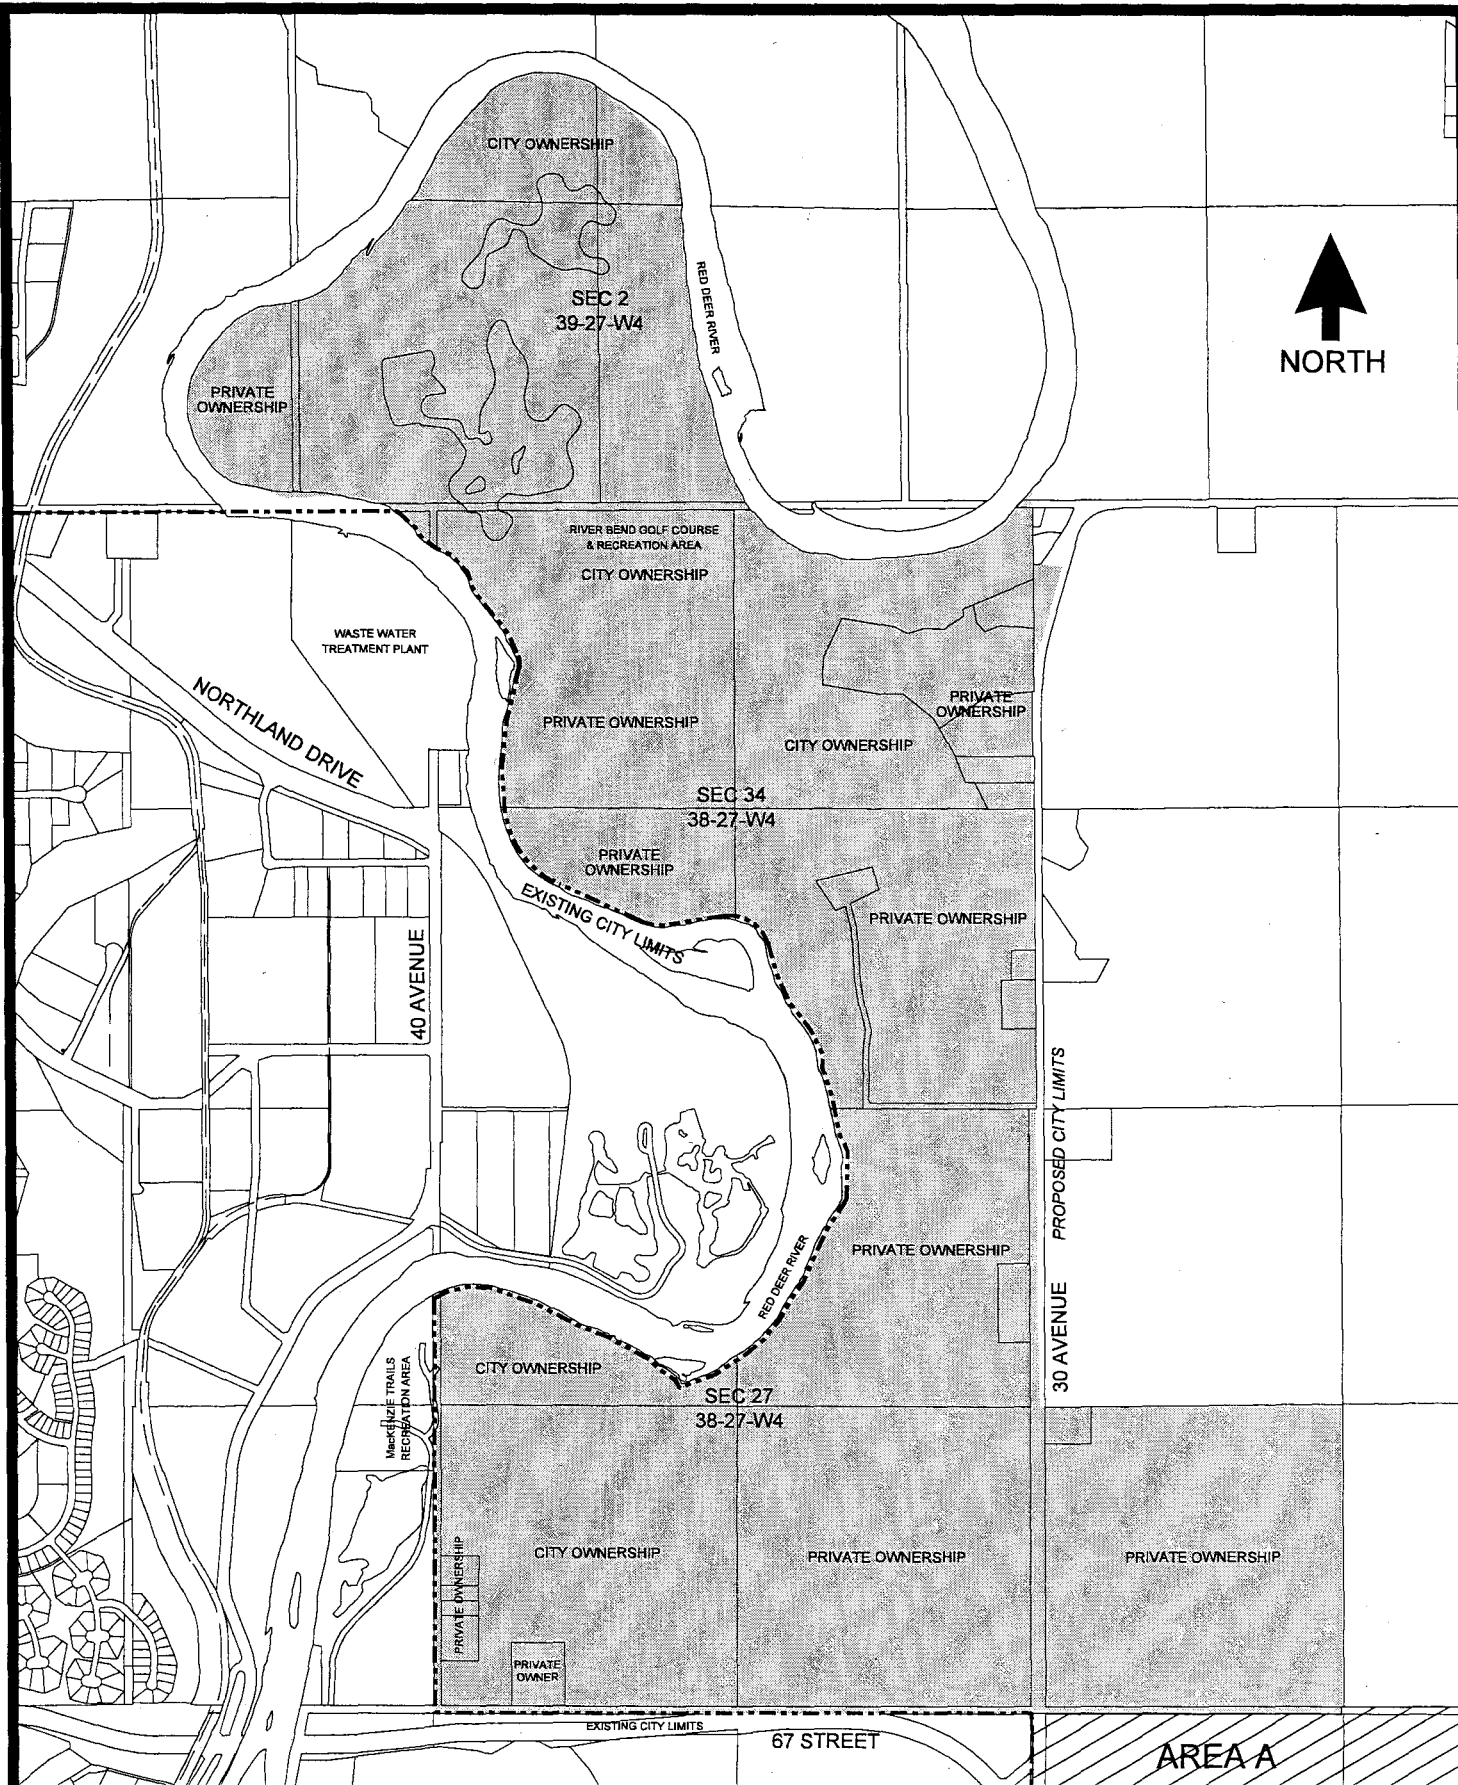 CITY OWNERSHIP
SEC 2
39-27-W4
RED DEER RIVER
NORTH
PRIVATE
OWNERSHIP
RIVER BEND GOLF COURSE
& RECREATION AREA
CITY OWNERSHIP
WASTE WATER
TREATMENT PLANT
NORTHLAND DRIVE
PRIVATE OWNERSHIP
PRIVATE
OWNERSHIP
CITY OWNERSHIP
SEC 34
38-27-W4
PRIVATE
OWNERSHIP
EXISTING CITY LIMITS
PRIVATE OWNERSHIP
40 AVENUE
PROPOSED CITY LIMITS
PRIVATE OWNERSHIP
RED DEER RIVER
30 AVENUE
MacKENZIE TRAILS
RECREATION AREA
CITY OWNERSHIP
SEC 27
38-27-W4
PRIVATE OWNERSHIP
CITY OWNERSHIP
PRIVATE OWNERSHIP
PRIVATE OWNERSHIP
PRIVATE
OWNER
EXISTING CITY LIMITS
67 STREET
AREA A